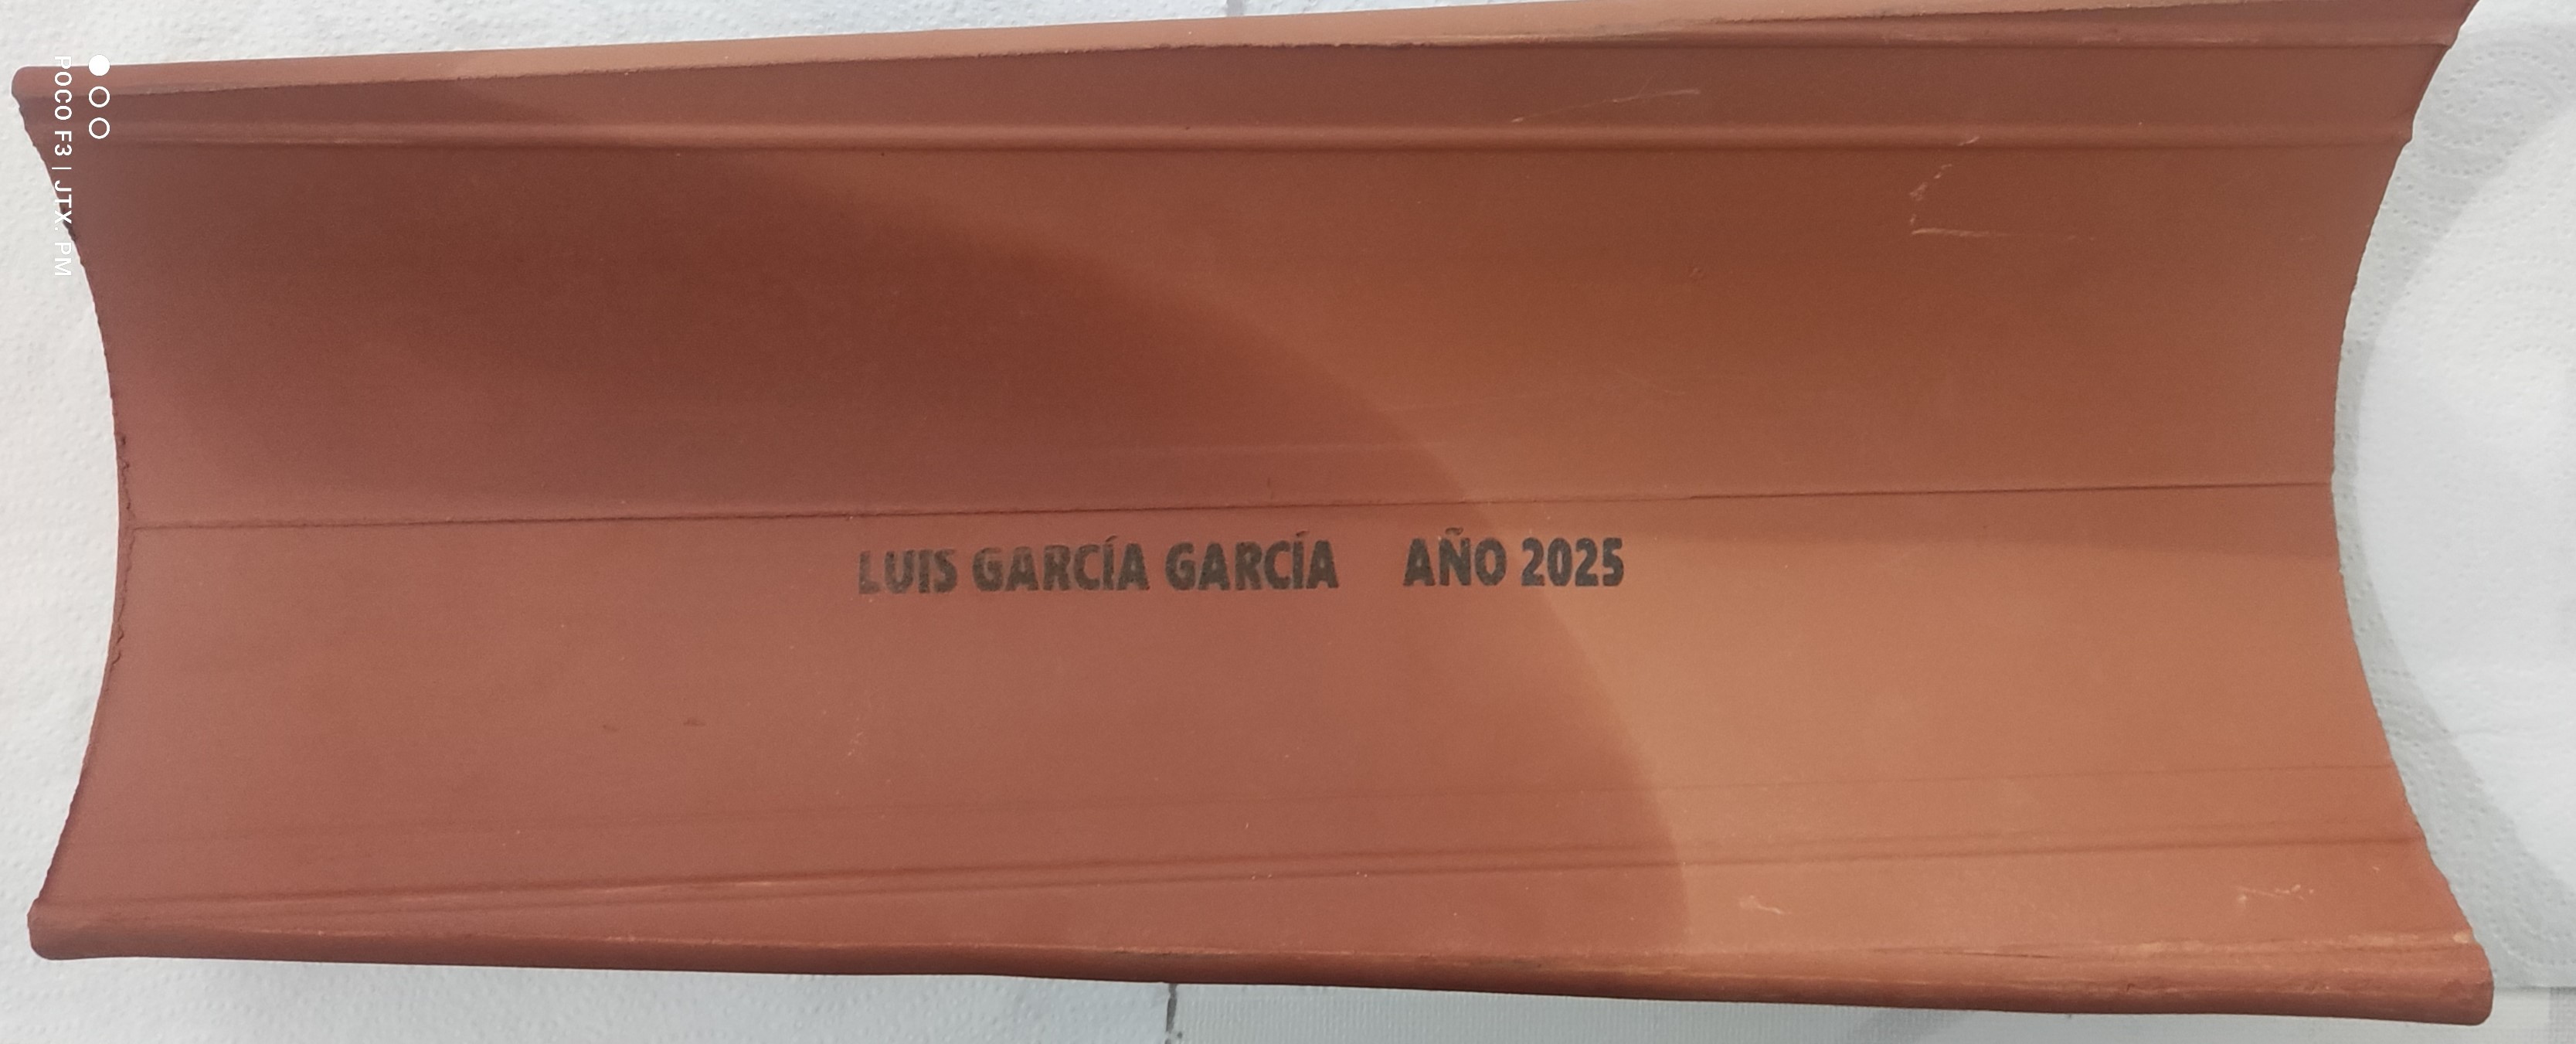 LUIS GARCÍA GARCÍA AÑO 2025
POCO F3 | JTX. PM